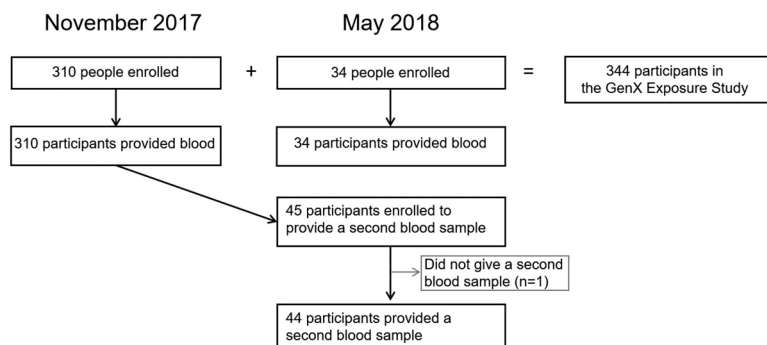 November 2017
May 2018
310 people enrolled
+
34 people enrolled
=
344 participants in
the GenX Exposure Study
310 participants provided blood
34 participants provided blood
45 participants enrolled to
provide a second blood sample
Did not give a second
blood sample (n=1)
44 participants provided a
second blood sample